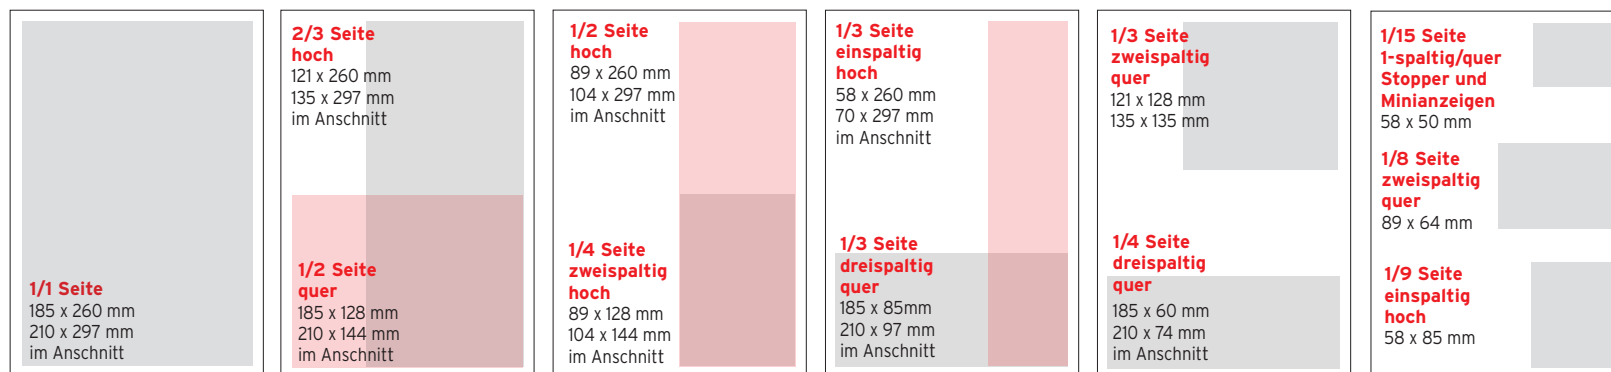 1/1 Seite
185 x 260 mm
210 x 297 mm
im Anschnitt
2/3 Seite
hoch
121 x 260 mm
135 x 297 mm
im Anschnitt
1/2 Seite
quer
185 x 128 mm
210 x 144 mm
im Anschnitt
1/2 Seite
hoch
89 x 260 mm
104 x 297 mm
im Anschnitt
1/4 Seite
zweispaltig
hoch
89 x 128 mm
104 x 144 mm
im Anschnitt
1/3 Seite
einspaltig
hoch
58 x 260 mm
70 x 297 mm
im Anschnitt
1/3 Seite
dreispaltig
quer
185 x 85mm
210 x 97 mm
im Anschnitt
1/3 Seite
zweispaltig
quer
121 x 128 mm
135 x 135 mm
1/4 Seite
dreispaltig
quer
185 x 60 mm
210 x 74 mm
im Anschnitt
1/15 Seite
1-spaltig/quer
Stopper und
Minianzeigen
58 x 50 mm
1/8 Seite
zweispaltig
quer
89 x 64 mm
1/9 Seite
einspaltig
hoch
58 x 85 mm